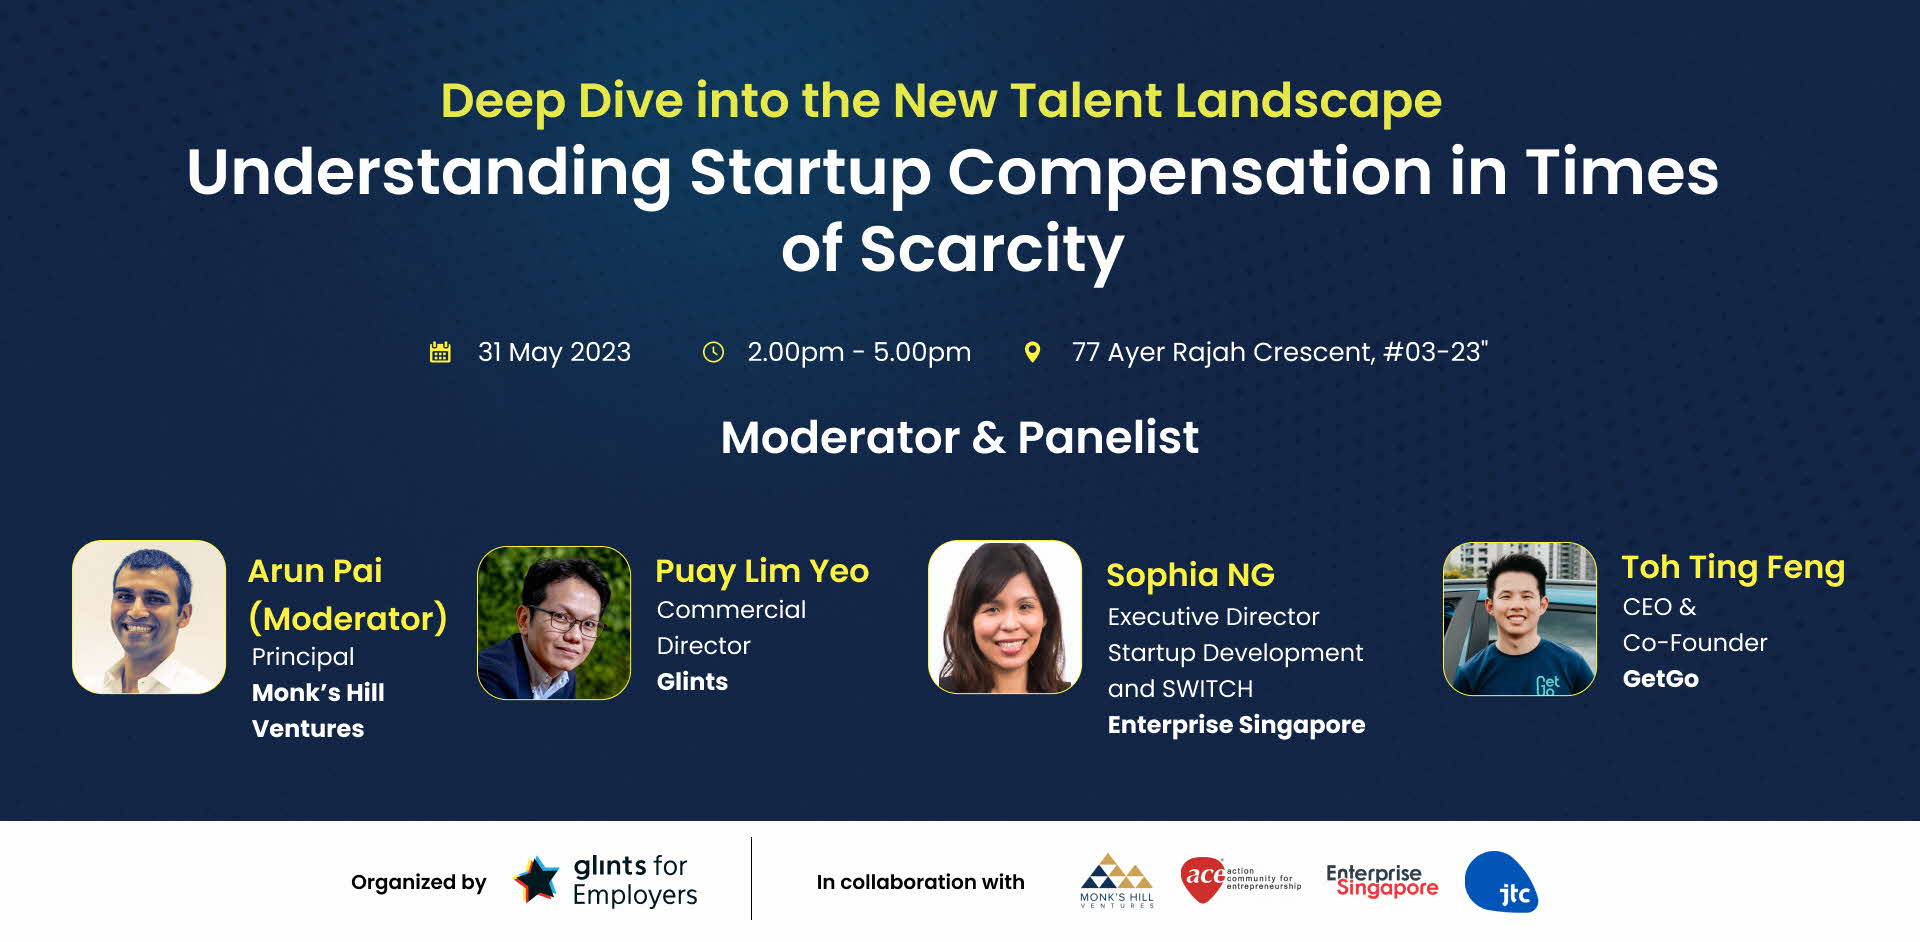 Deep Dive into the New Talent Landscape
Understanding Startup Compensation in Times
of Scarcity
31 May 2023
2.00pm - 5.00pm
77 Ayer Rajah Crescent, #03-23"
Moderator & Panelist
Arun Pai
(Moderator)
Principal
Monk's Hill
Ventures
Puay Lim Yeo
Commercial
Director
Glints
Sophia NG
Executive Director
Startup Development
and SWITCH
Enterprise Singapore
Get
Go
Toh Ting Feng
CEO &
Co-Founder
GetGo
Organized by
glints for
Employers
In collaboration with
MONK'S HILL
VENTURES
ace
action
community for
entrepreneurship
Enterprise
Singapore
jtc